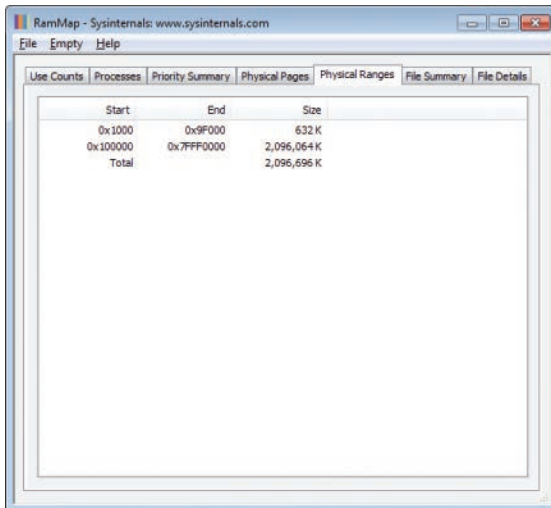 RamMap - Sysinternals: www.sysinternals.com
File Empty Help
Use Counts Processes Priority Summary Physical Pages Physical Ranges File Summary File Details
Start End Size
0x1000 0x9F000 632 K
0x100000 0x7FFF0000 2,096,064 K
Total 2,096,696 K